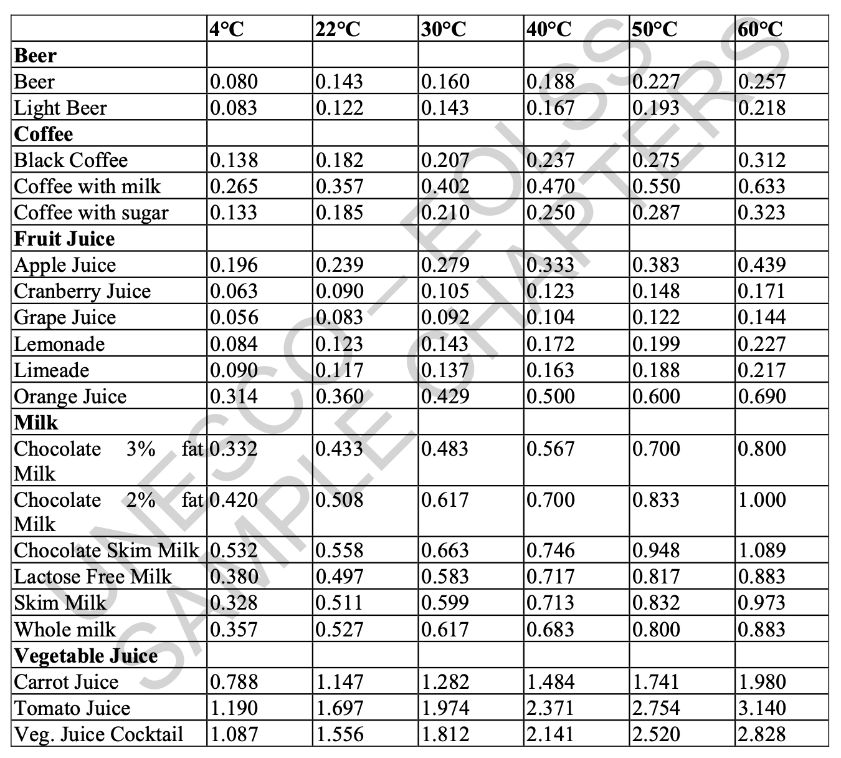 4°C 22°C 30°C 40°C 50°C 60°C
Beer
Beer 0.080 0.143 0.160 0.188 0.227 0.257
Light Beer 0.083 0.122 0.143 0.167 0.193 0.218
Coffee
Black Coffee 0.138 0.182 0.207 0.237 0.275 0.312
Coffee with milk 0.265 0.357 0.402 0.470 0.550 0.633
Coffee with sugar 0.133 0.185 0.210 0.250 0.287 0.323
Fruit Juice
Apple Juice 0.196 0.239 0.279 0.333 0.383 0.439
Cranberry Juice 0.063 0.090 0.105 0.123 0.148 0.171
Grape Juice 0.056 0.083 0.092 0.104 0.122 0.144
Lemonade 0.084 0.123 0.143 0.172 0.199 0.227
Limeade 0.090 0.117 0.137 0.163 0.188 0.217
Orange Juice 0.314 0.360 0.429 0.500 0.600 0.690
Milk
Chocolate 3% fat 0.332 0.433 0.483 0.567 0.700 0.800
Milk
Chocolate 2% fat 0.420 0.508 0.617 0.700 0.833 1.000
Milk
Chocolate Skim Milk 0.532 0.558 0.663 0.746 0.948 1.089
Lactose Free Milk 0.380 0.497 0.583 0.717 0.817 0.883
Skim Milk 0.328 0.511 0.599 0.713 0.832 0.973
Whole milk 0.357 0.527 0.617 0.683 0.800 0.883
Vegetable Juice
Carrot Juice 0.788 1.147 1.282 1.484 1.741 1.980
Tomato Juice 1.190 1.697 1.974 2.371 2.754 3.140
Veg. Juice Cocktail 1.087 1.556 1.812 2.141 2.520 2.828
UNESCO – EOLSS
SAMPLE CHAPTERS